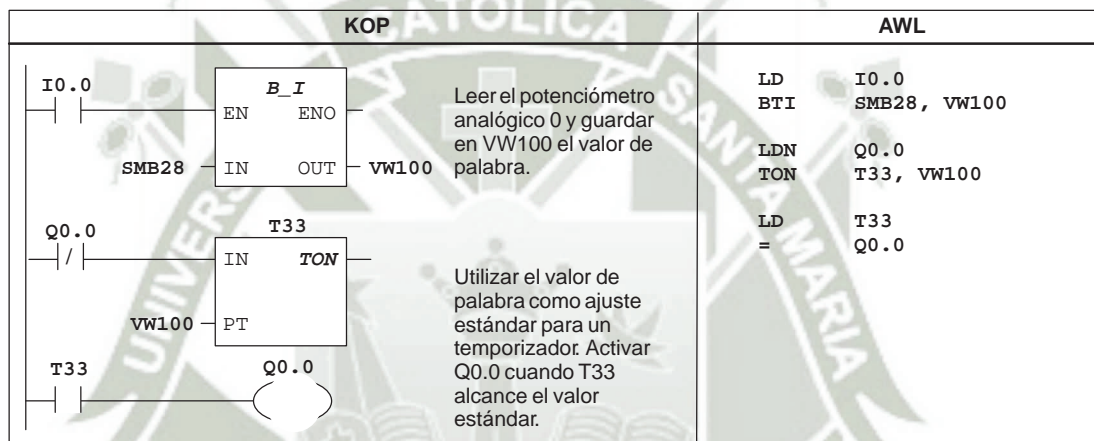 KOP
AWL
I0.0
B_I
EN ENO
SMB28 IN OUT VW100
Leer el potenciómetro
analógico 0 y guardar
en VW100 el valor de
palabra.
Q0.0
/
T33
IN TON
VW100 PT
T33
Q0.0
Utilizar el valor de
palabra como ajuste
estándar para un
temporizador. Activar
Q0.0 cuando T33
alcance el valor
estándar.
LD I0.0
BTI SMB28, VW100
LDN Q0.0
TON T33, VW100
LD T33
= Q0.0
CATOLICA
SANTA MARIA